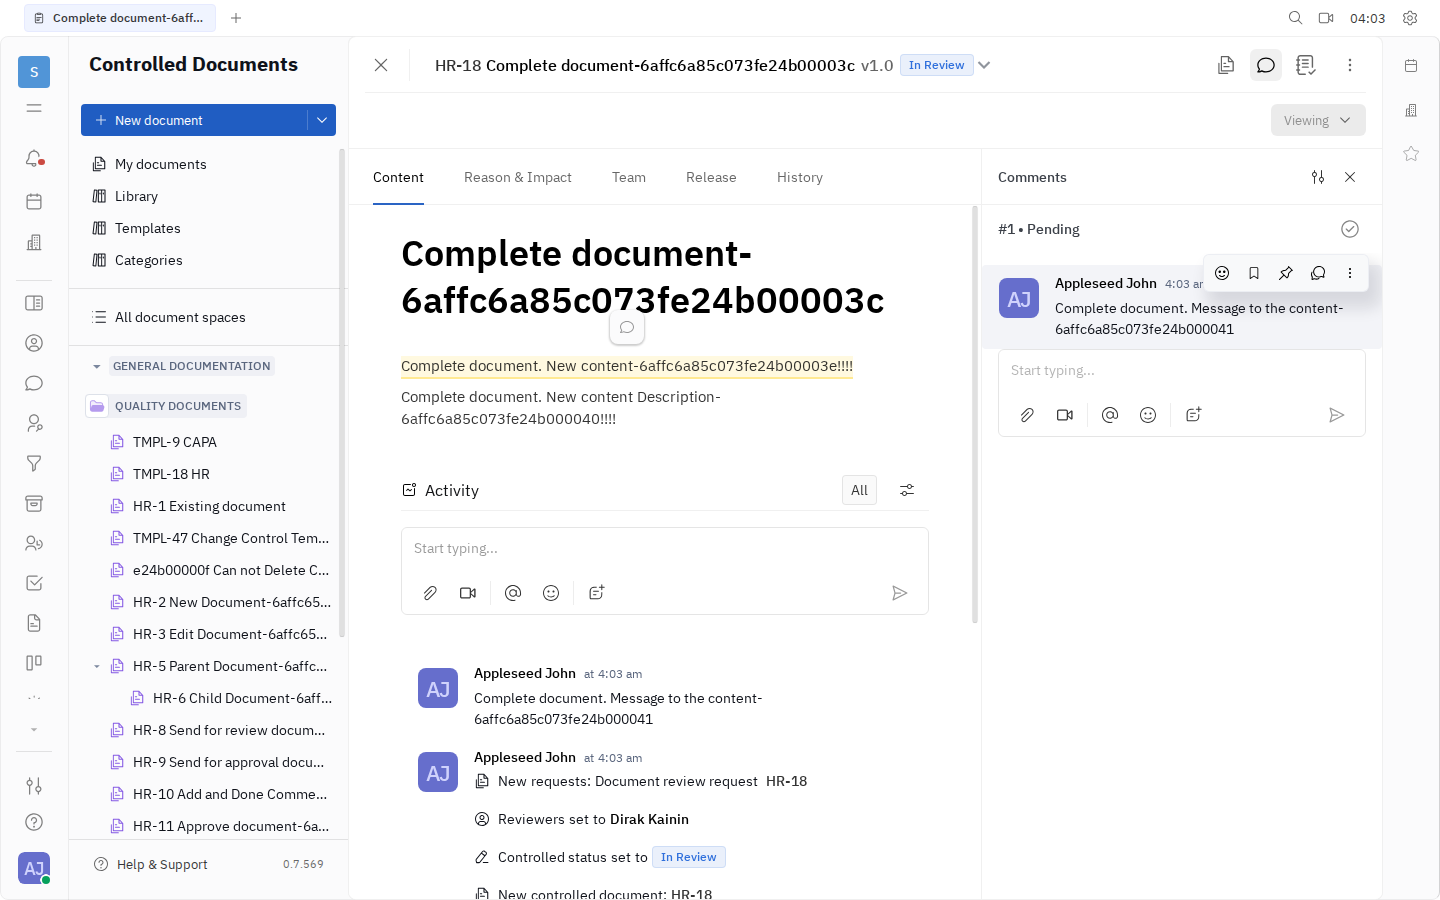 Complete document-6aff...
04:03
S
Controlled Documents
New document
My documents
Library
Templates
Categories
All document spaces
GENERAL DOCUMENTATION
QUALITY DOCUMENTS
TMPL-9 CAPA
TMPL-18 HR
HR-1 Existing document
TMPL-47 Change Control Tem...
e24b00000f Can not Delete C...
HR-2 New Document-6affc65...
HR-3 Edit Document-6affc65...
HR-5 Parent Document-6affc...
HR-6 Child Document-6aff...
HR-8 Send for review docum...
HR-9 Send for approval docu...
HR-10 Add and Done Comme...
HR-11 Approve document-6a...
Help & Support
0.7.569
AJ
HR-18 Complete document-6affc6a85c073fe24b00003c v1.0 In Review
Viewing
Content
Reason & Impact
Team
Release
History
Complete document-
6affc6a85c073fe24b00003c
Complete document. New content-6affc6a85c073fe24b00003e!!!!
Complete document. New content Description-
6affc6a85c073fe24b000040!!!!
Activity
All
Start typing...
AJ
Appleseed John at 4:03 am
Complete document. Message to the content-
6affc6a85c073fe24b000041
AJ
Appleseed John at 4:03 am
New requests: Document review request HR-18
Reviewers set to Dirak Kainin
Controlled status set to In Review
New controlled document: HR-18
Comments
#1 • Pending
AJ
Appleseed John 4:03 am
Complete document. Message to the content-
6affc6a85c073fe24b000041
Start typing...